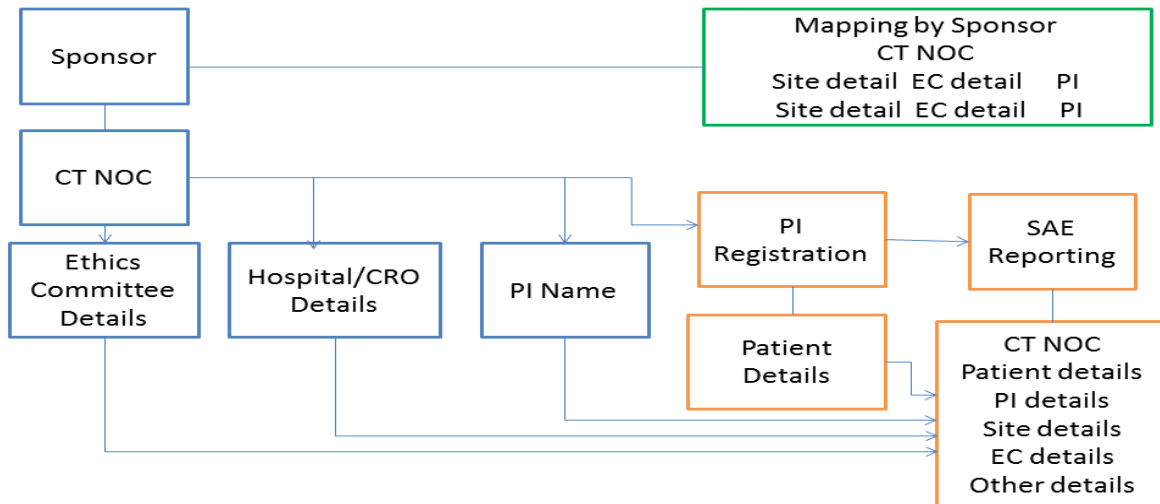 Sponsor
Mapping by Sponsor
CT NOC
Site detail EC detail PI
Site detail EC detail PI
CT NOC
Ethics
Committee
Details
Hospital/CRO
Details
PI Name
PI
Registration
SAE
Reporting
Patient
Details
CT NOC
Patient details
PI details
Site details
EC details
Other details